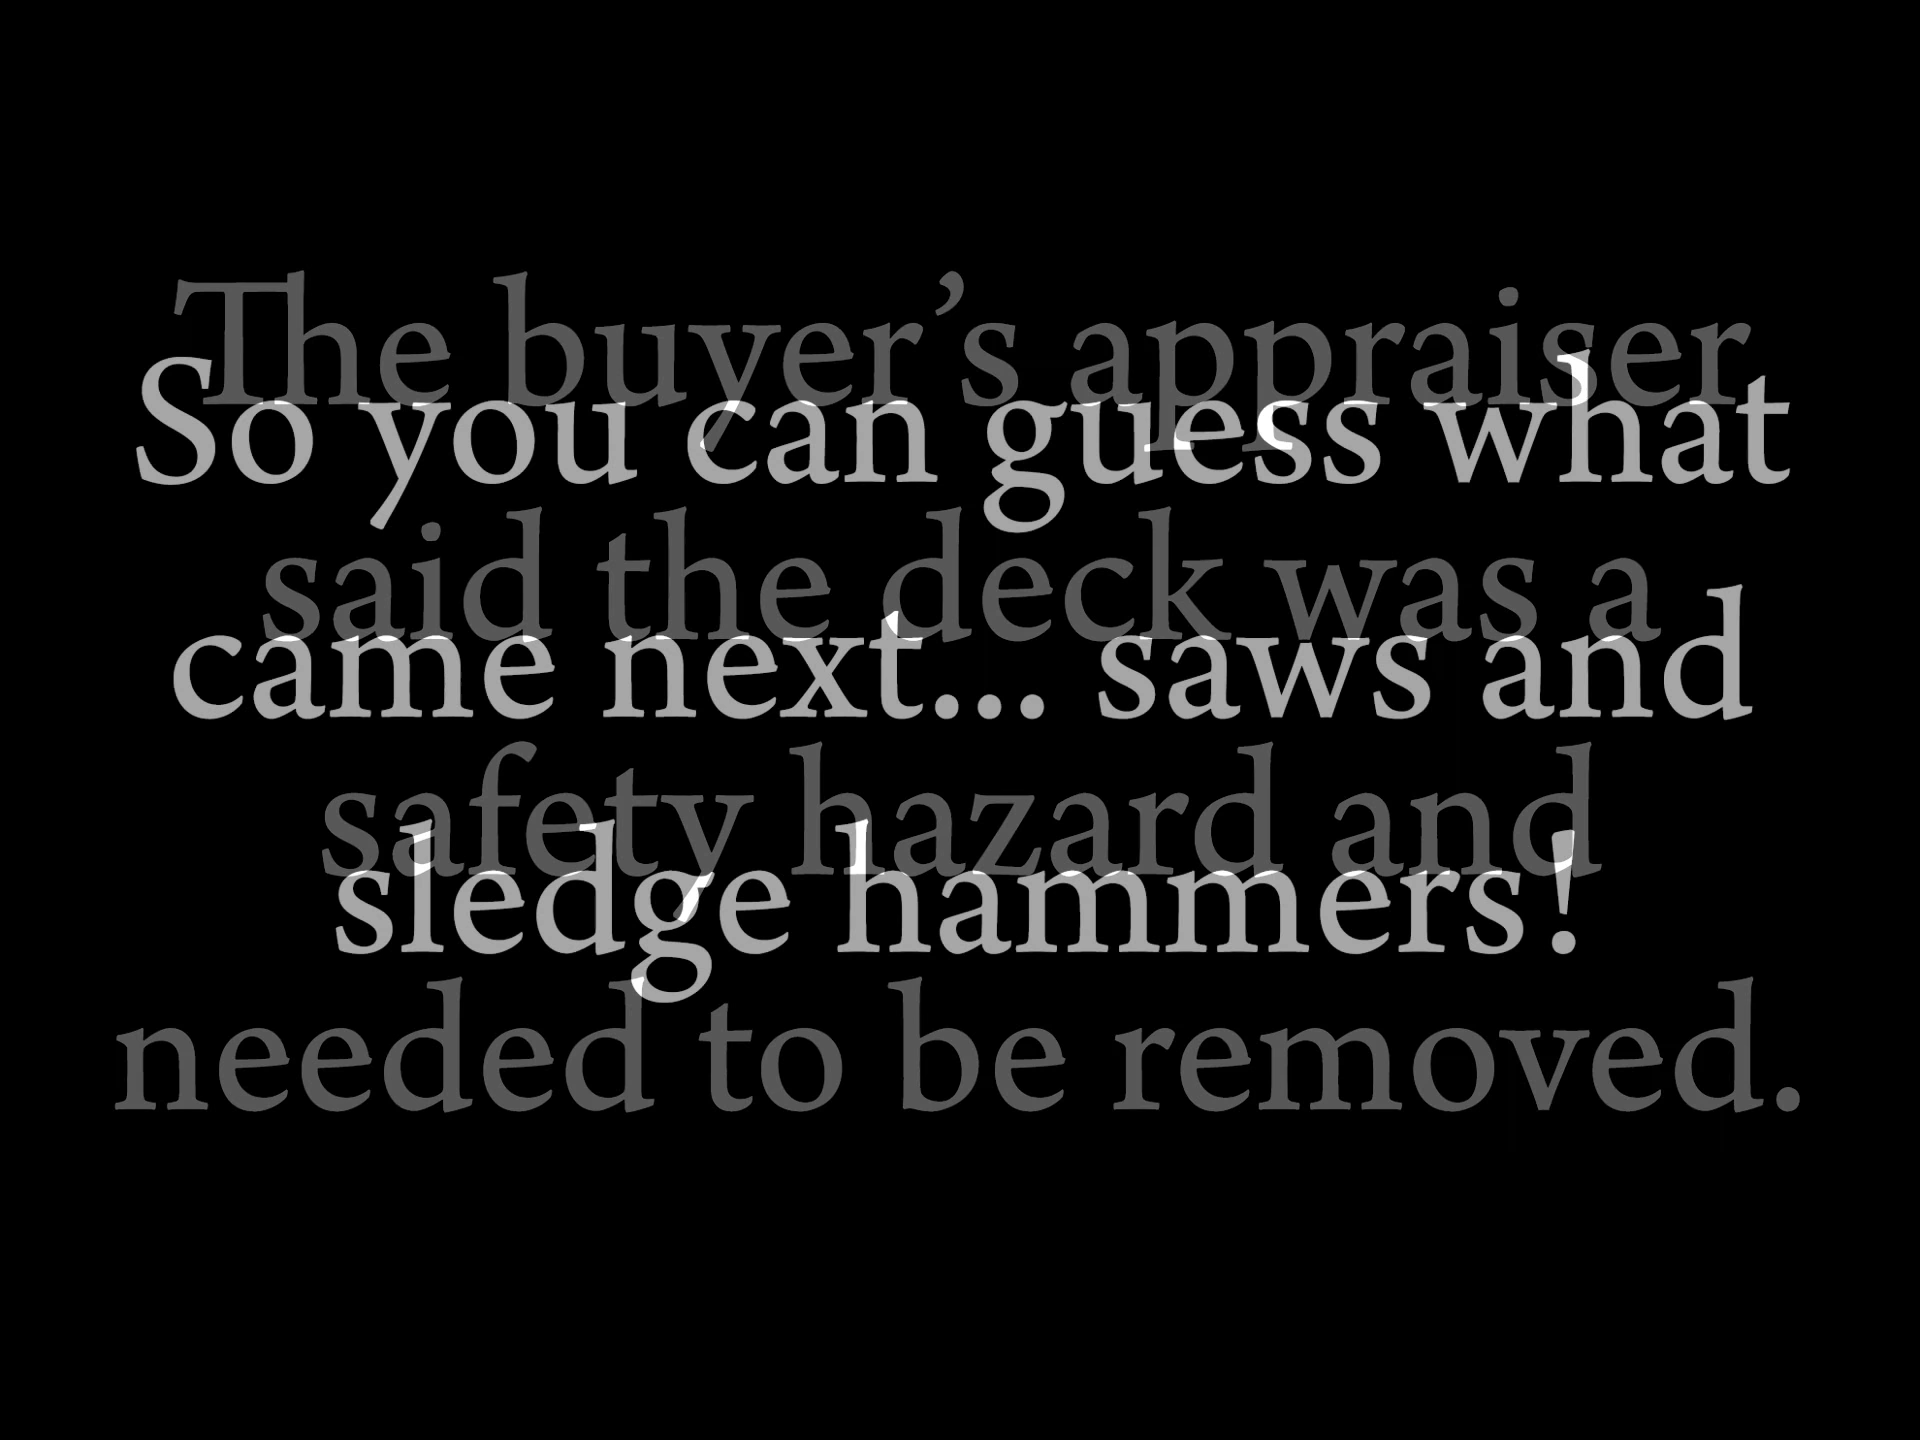 The buyer’s appraiser
said the deck was a
safety hazard and
needed to be removed.
So you can guess what
came next... saws and
sledge hammers!